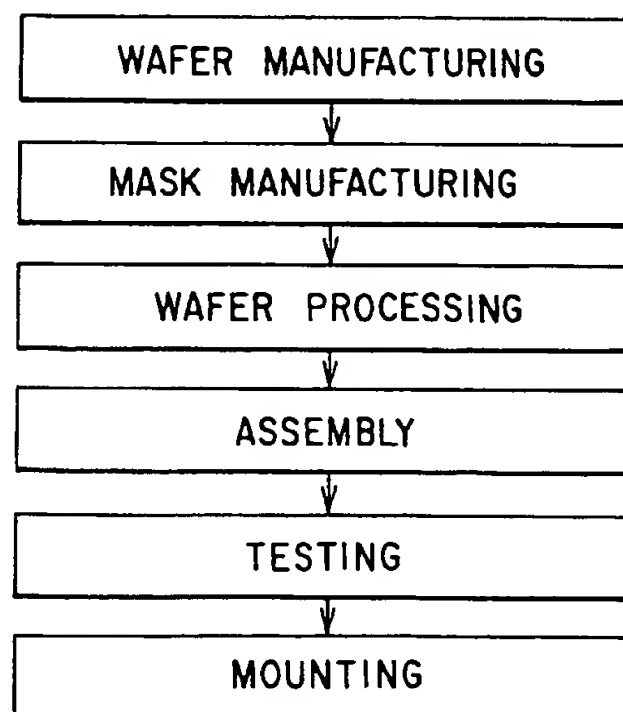 WAFER MANUFACTURING
MASK MANUFACTURING
WAFER PROCESSING
ASSEMBLY
TESTING
MOUNTING